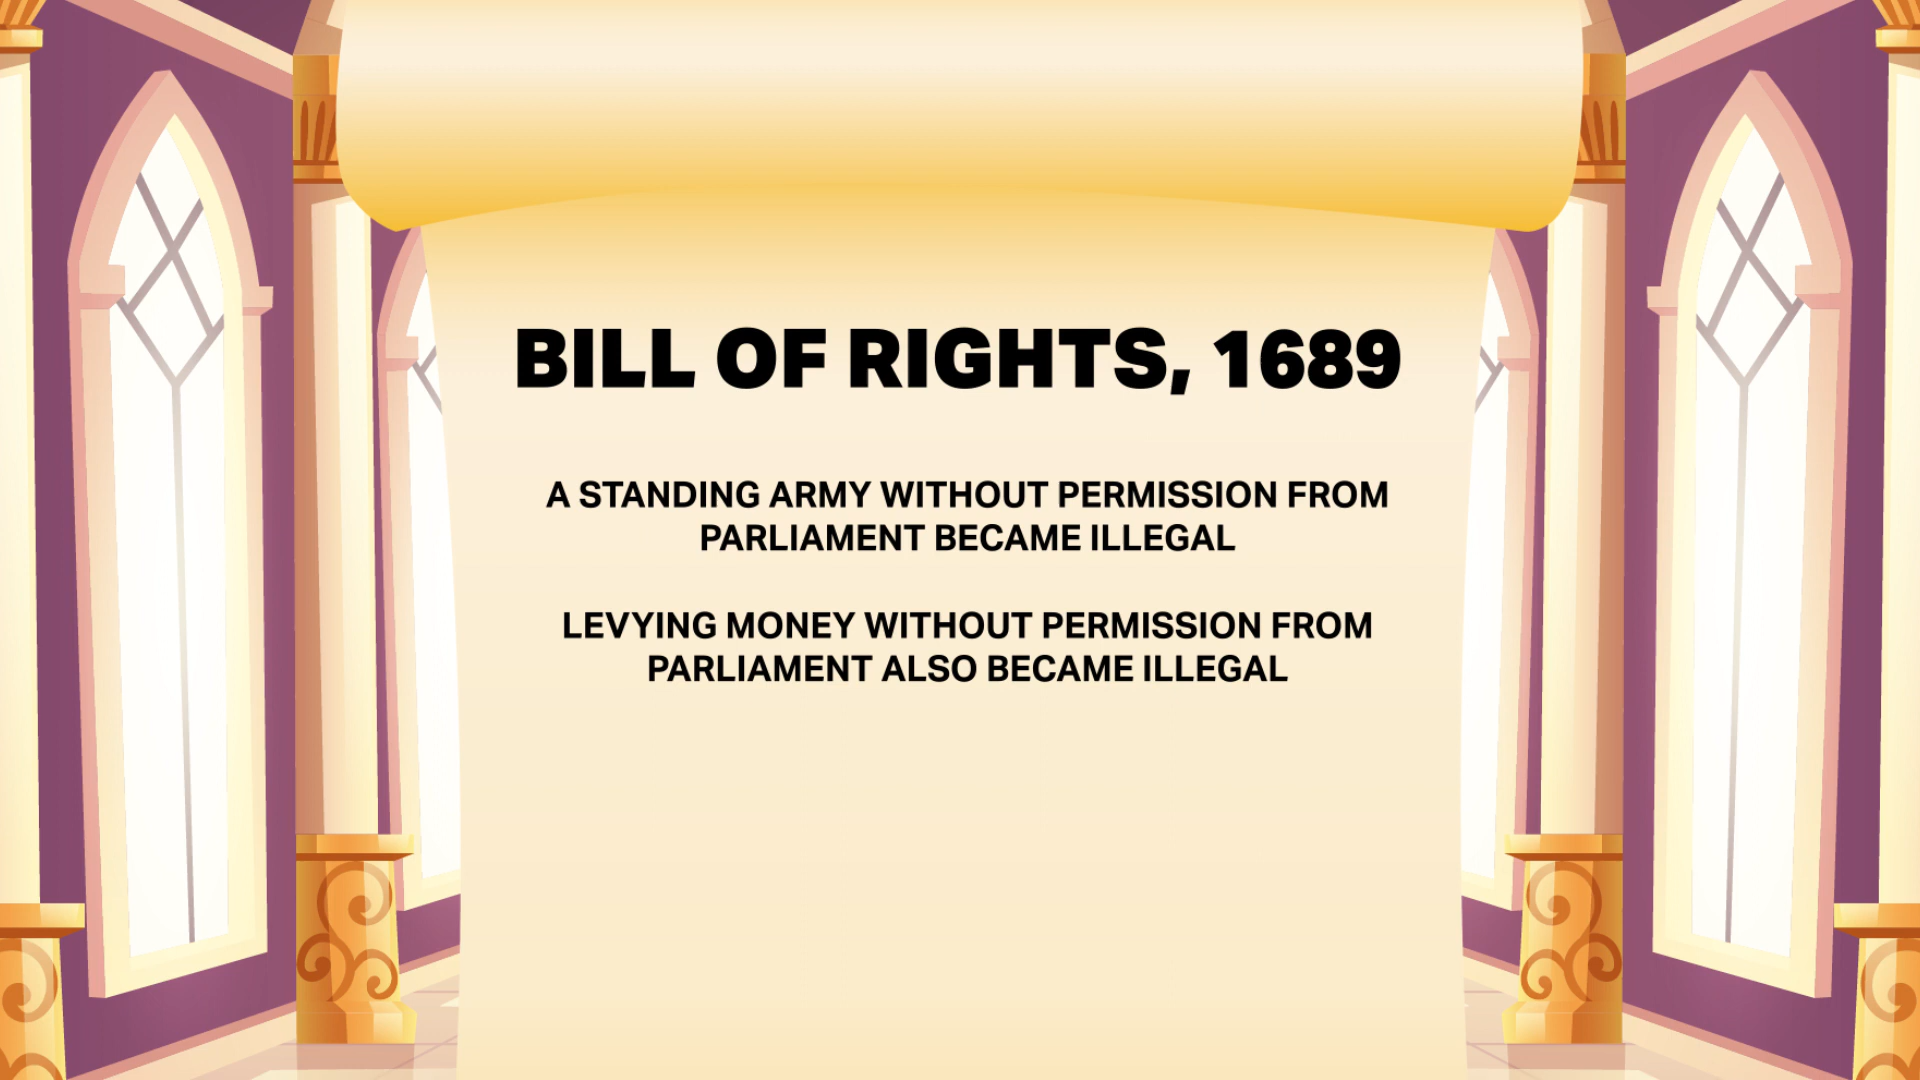 BILL OF RIGHTS, 1689
A STANDING ARMY WITHOUT PERMISSION FROM
PARLIAMENT BECAME ILLEGAL
LEVYING MONEY WITHOUT PERMISSION FROM
PARLIAMENT ALSO BECAME ILLEGAL